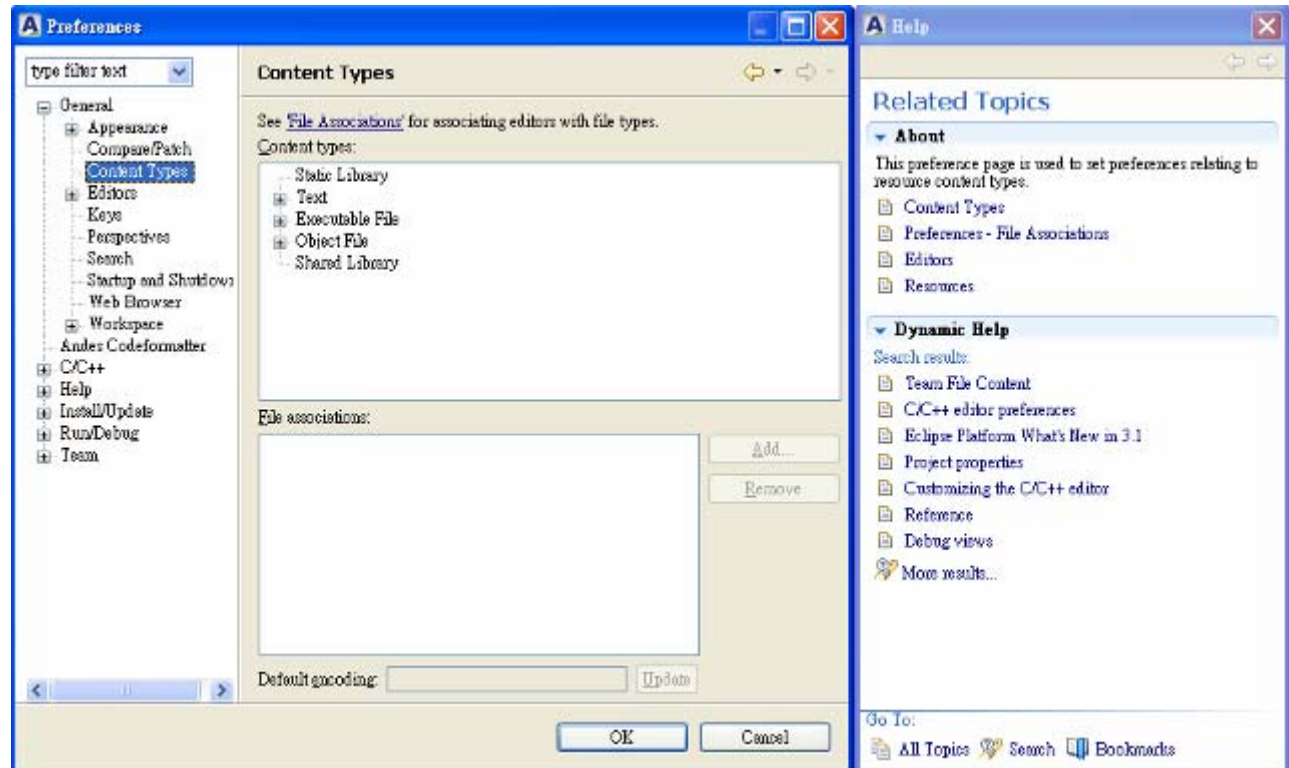 Preferences
type filter text
General
Appearance
Compare/Patch
Content Types
Editors
Keys
Perspectives
Search
Startup and Shutdown
Web Browser
Workspace
Andes Codeformatter
C/C++
Help
Install/Update
Run/Debug
Team
Content Types
See 'File Associations' for associating editors with file types.
Content types:
Static Library
Text
Executable File
Object File
Shared Library
File associations:
Add...
Remove
Default encoding:
Update
OK
Cancel
Help
Related Topics
About
This preference page is used to set preferences relating to
resource content types.
Content Types
Preferences - File Associations
Editors
Resources
Dynamic Help
Search results:
Team File Content
C/C++ editor preferences
Eclipse Platform What's New in 3.1
Project properties
Customizing the C/C++ editor
Reference
Debug views
More results...
Go To:
All Topics Search Bookmarks